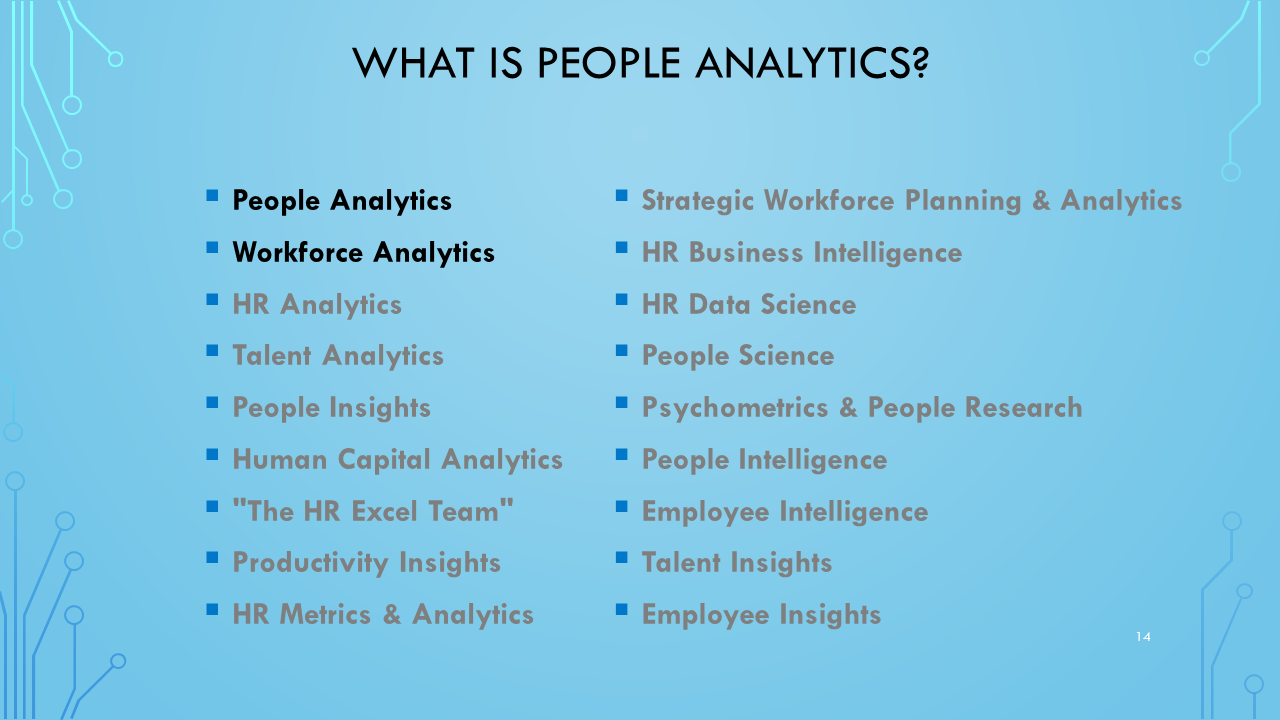 WHAT IS PEOPLE ANALYTICS?
People Analytics
Workforce Analytics
HR Analytics
Talent Analytics
People Insights
Human Capital Analytics
"The HR Excel Team"
Productivity Insights
HR Metrics & Analytics
Strategic Workforce Planning & Analytics
HR Business Intelligence
HR Data Science
People Science
Psychometrics & People Research
People Intelligence
Employee Intelligence
Talent Insights
Employee Insights
14